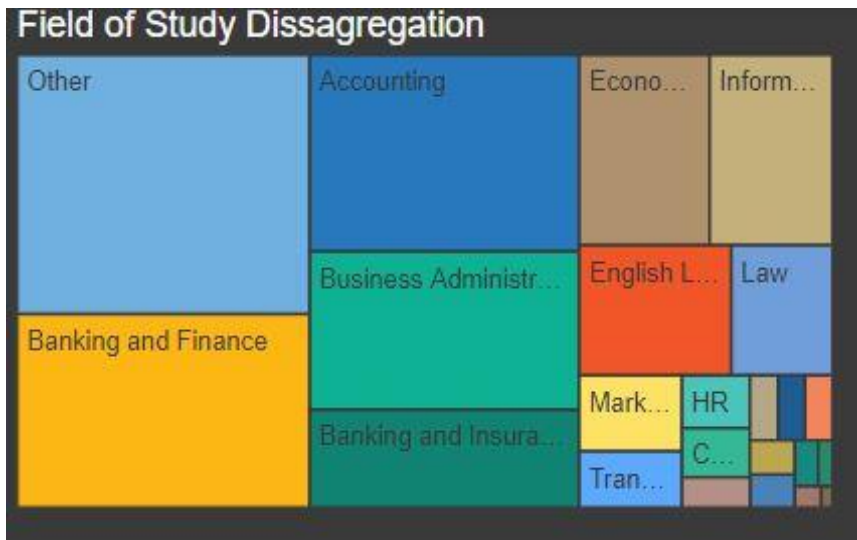 Field of Study Dissagregation
Other
Accounting
Econo...
Inform...
Business Administr...
English L...
Law
Banking and Finance
Mark...
HR
Banking and Insura...
C...
Tran...